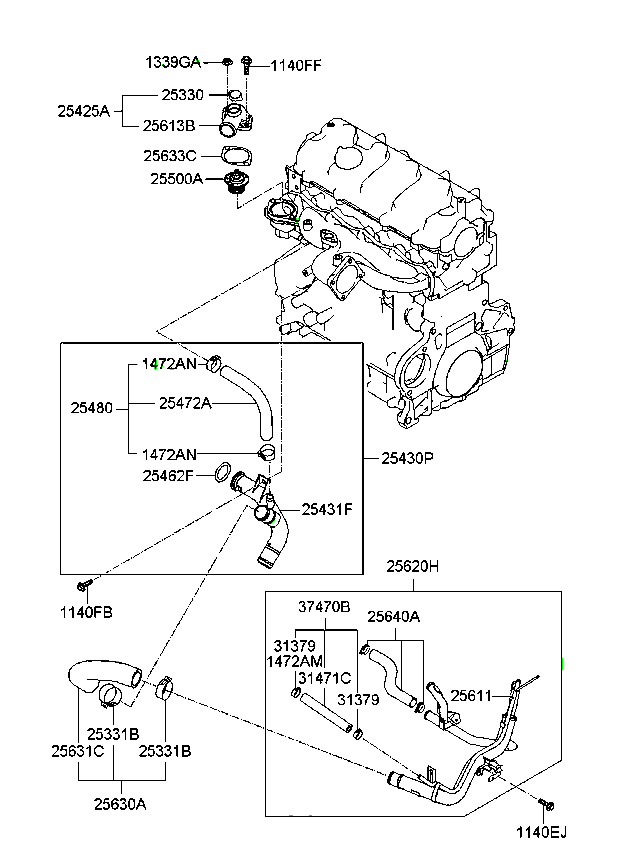 1339GA
1140FF
25330
25425A
25613B
25633C
25500A
1472AN
25480
25472A
1472AN
25430P
25462F
25431F
25620H
1140FB
37470B
25640A
31379
1472AM
31471C
31379
25611
25331B
25631C
25331B
25630A
1140EJ